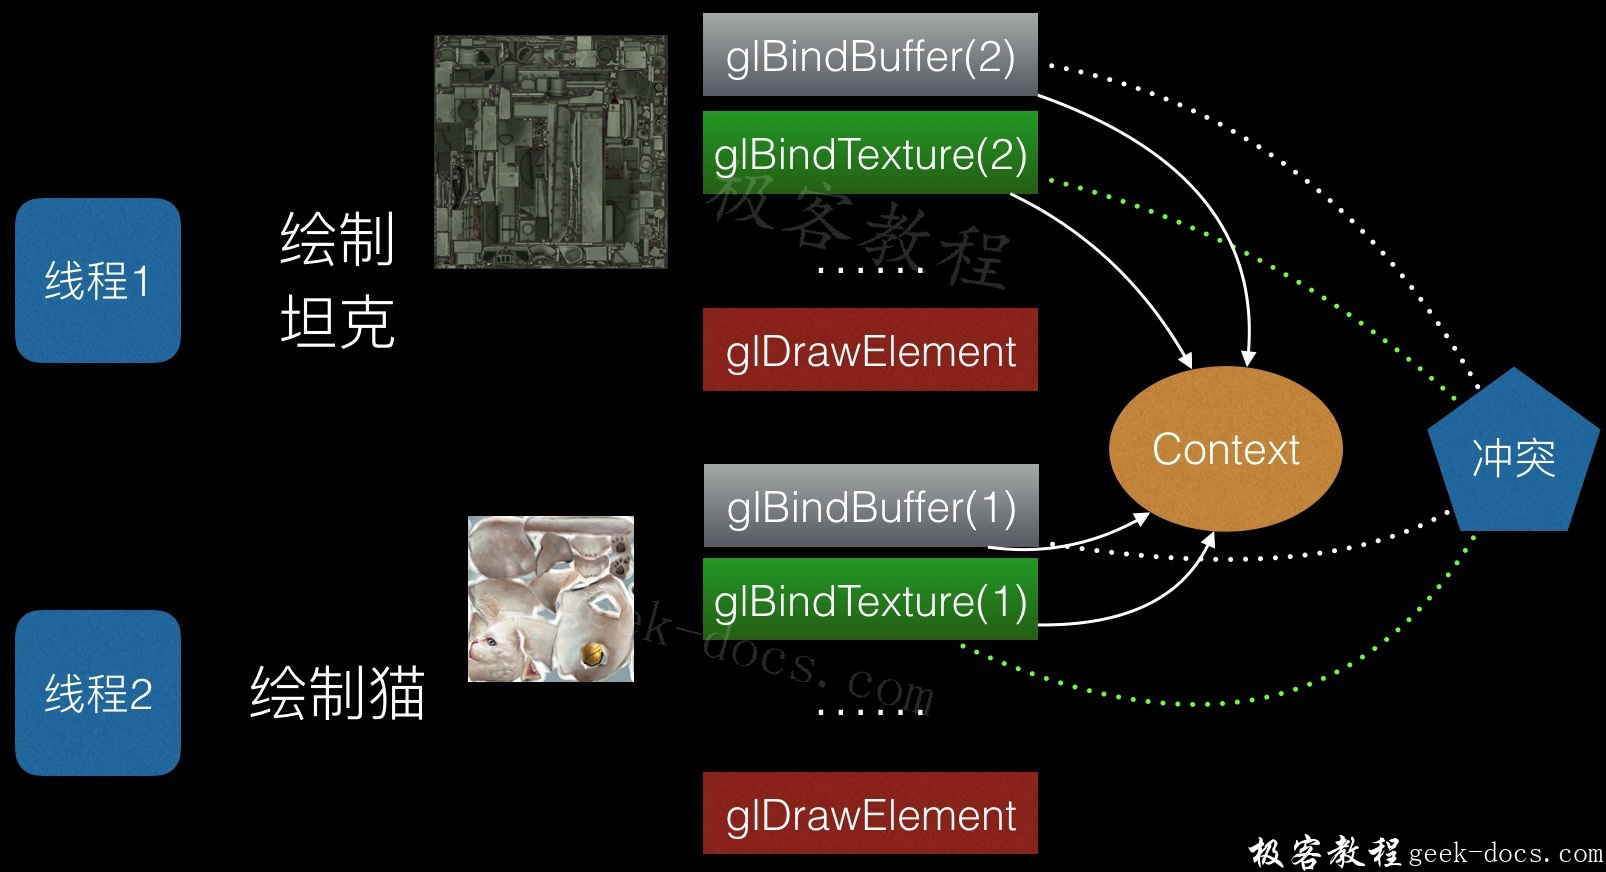 glBindBuffer(2)
glBindTexture(2)
线程1
绘制
坦克
......
glDrawElement
Context
冲突
glBindBuffer(1)
glBindTexture(1)
线程2
绘制猫
......
glDrawElement
极客教程
geek-docs.com
极客教程 geek-docs.com